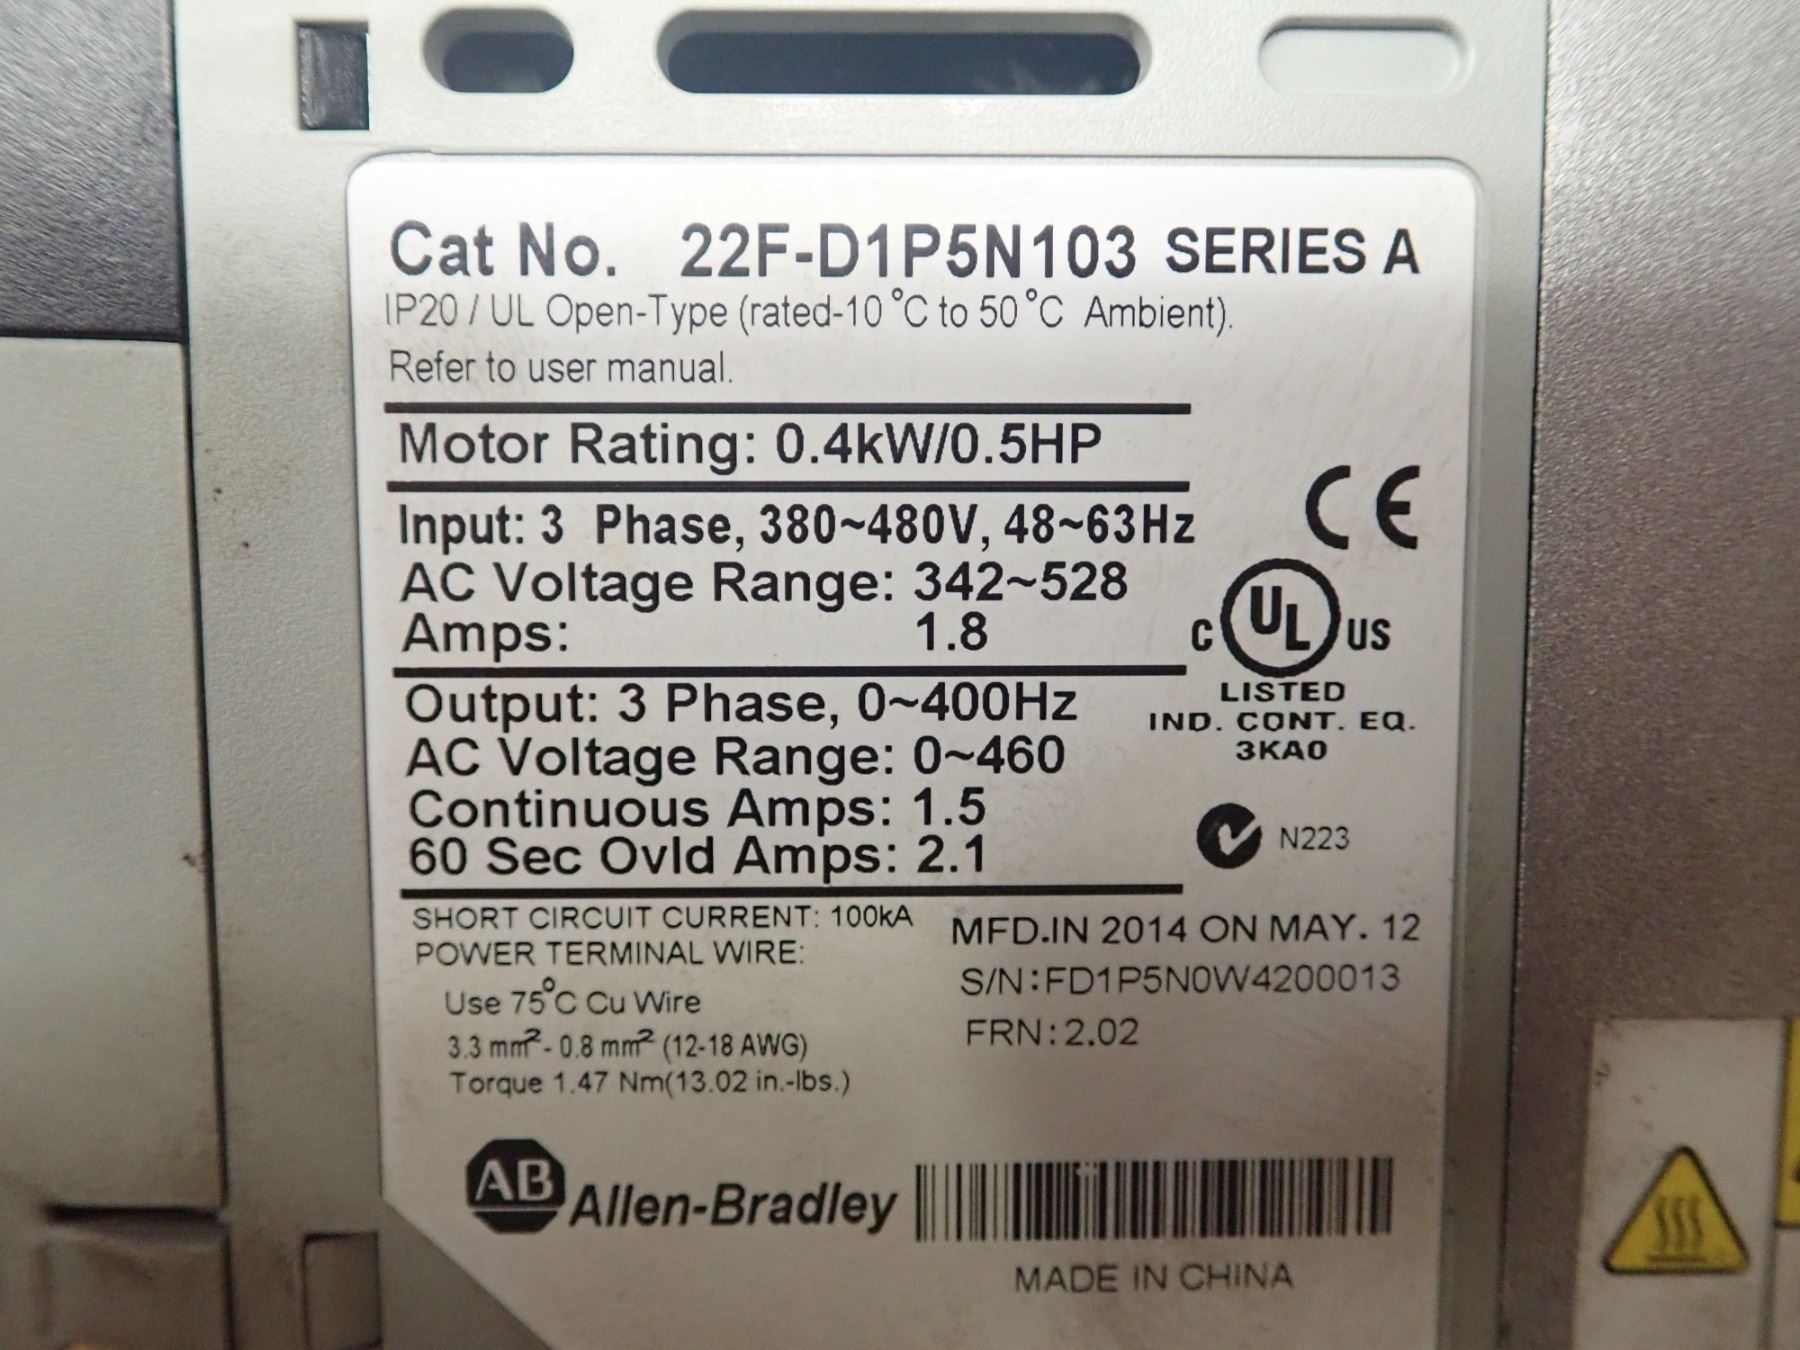 Cat No. 22F-D1P5N103 SERIES A
IP20 / UL Open-Type (rated-10°C to 50°C Ambient).
Refer to user manual.
Motor Rating: 0.4kW/0.5HP
Input: 3 Phase, 380~480V, 48~63Hz
AC Voltage Range: 342~528
Amps: 1.8
CE
C UL US
LISTED
IND. CONT. EQ.
3KA0
Output: 3 Phase, 0~400Hz
AC Voltage Range: 0~460
Continuous Amps: 1.5
60 Sec Ovld Amps: 2.1
N223
SHORT CIRCUIT CURRENT: 100kA
POWER TERMINAL WIRE:
Use 75°C Cu Wire
3.3 mm²- 0.8 mm² (12-18 AWG)
Torque 1.47 Nm(13.02 in.-lbs.)
MFD.IN 2014 ON MAY. 12
S/N:FD1P5N0W4200013
FRN:2.02
AB Allen-Bradley
MADE IN CHINA